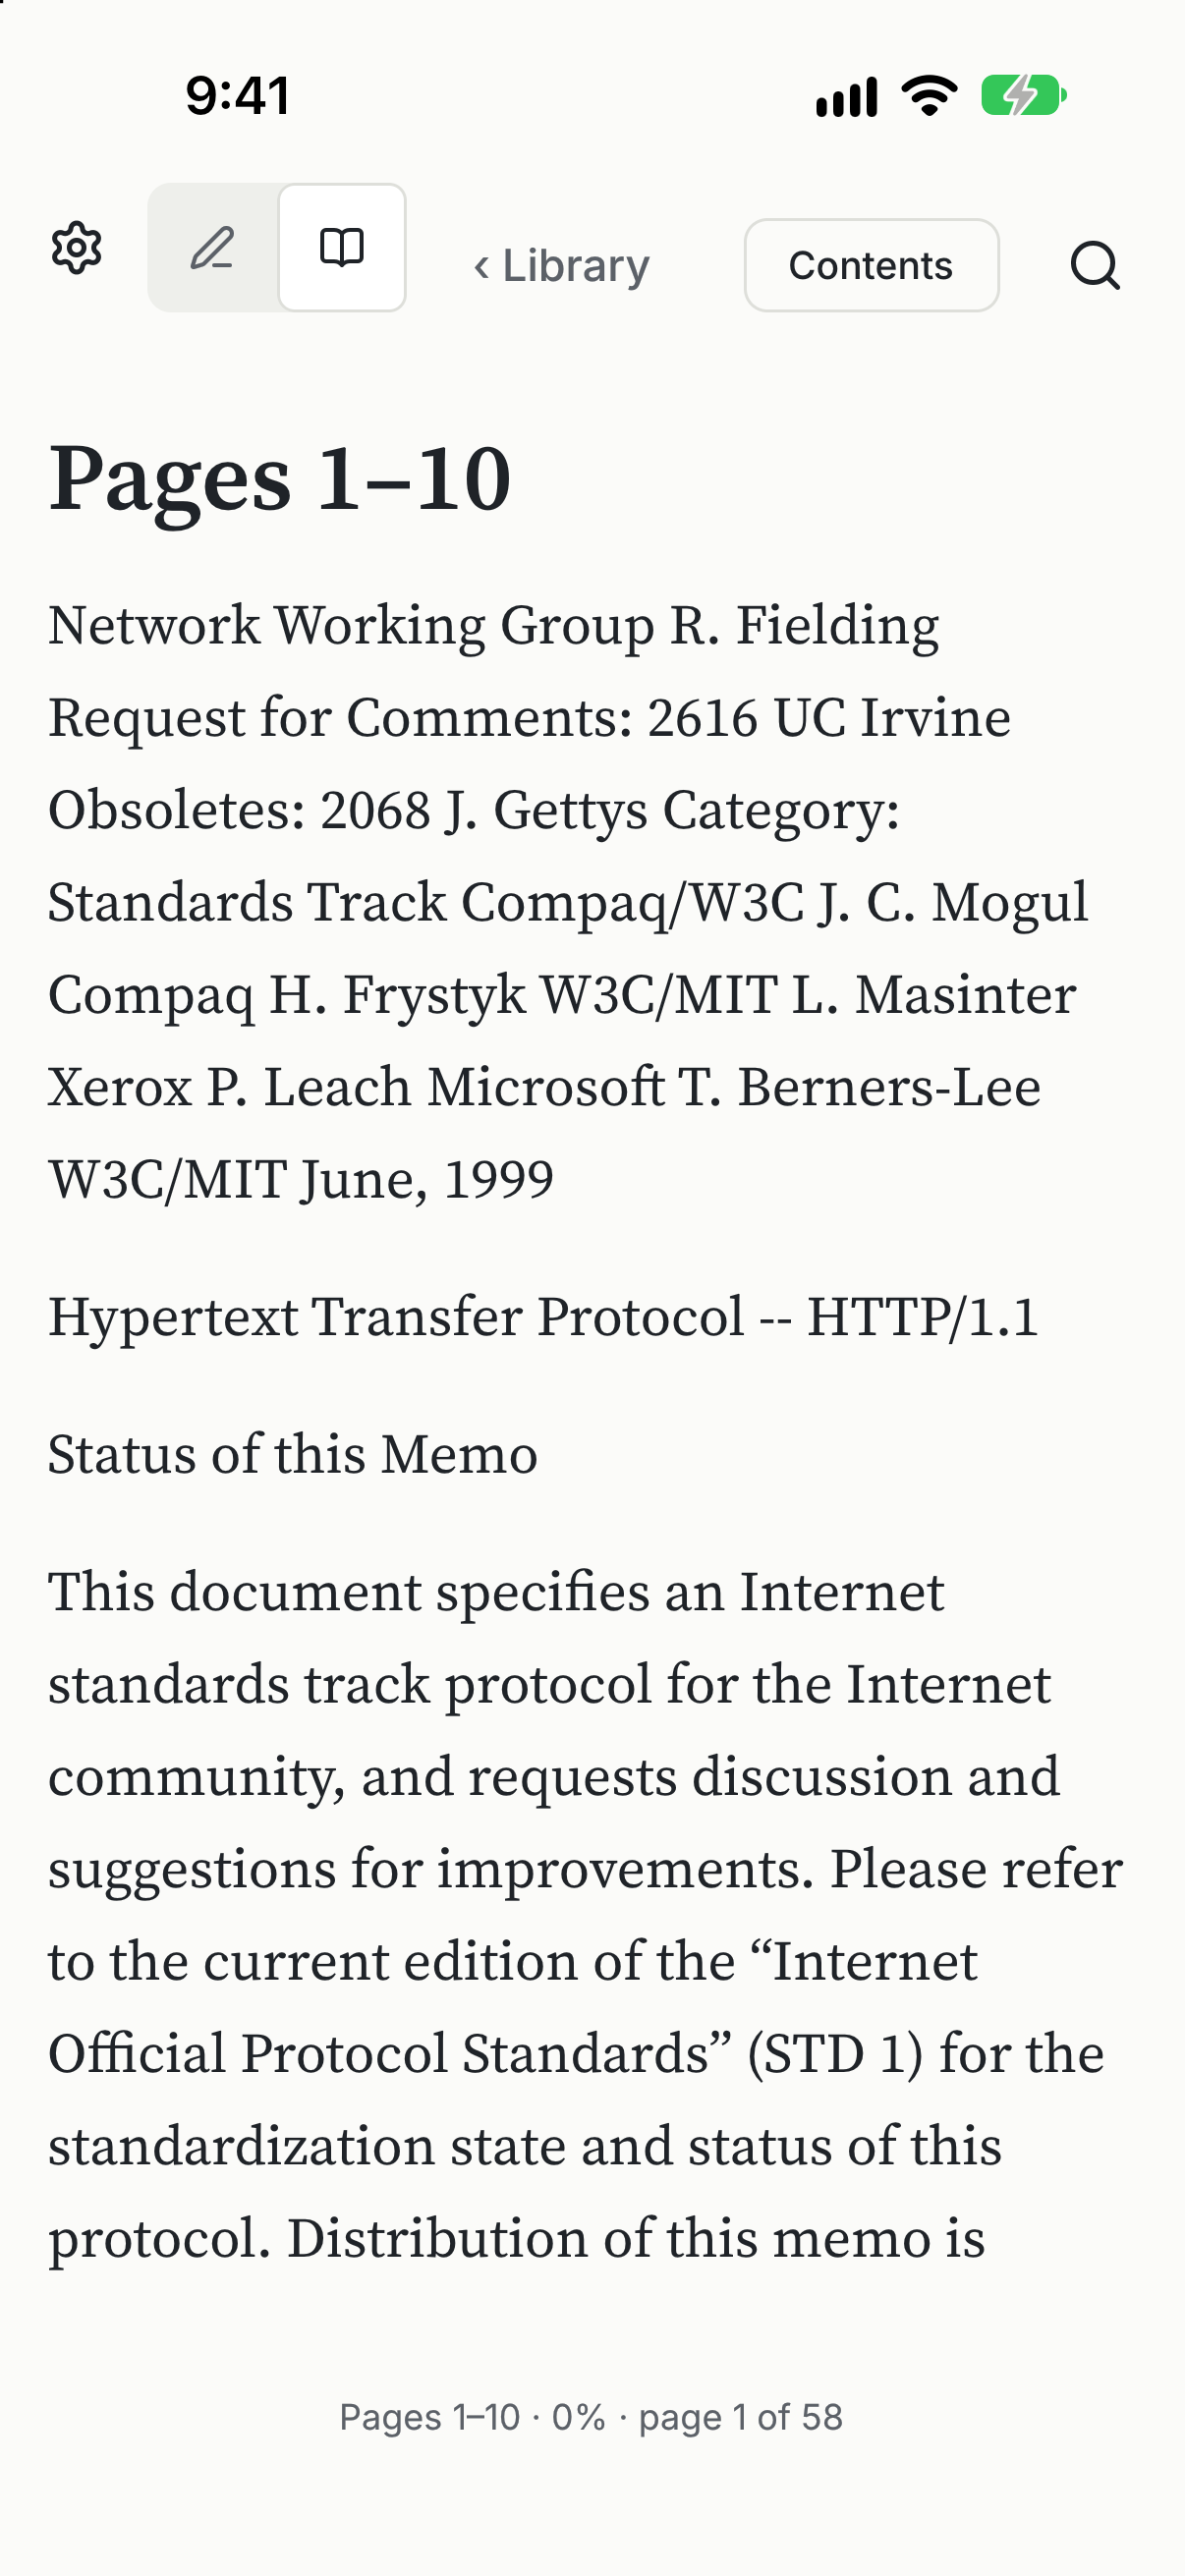 9:41
‹ Library
Contents
Pages 1–10
Network Working Group R. Fielding
Request for Comments: 2616 UC Irvine
Obsoletes: 2068 J. Gettys Category:
Standards Track Compaq/W3C J. C. Mogul
Compaq H. Frystyk W3C/MIT L. Masinter
Xerox P. Leach Microsoft T. Berners-Lee
W3C/MIT June, 1999
Hypertext Transfer Protocol -- HTTP/1.1
Status of this Memo
This document specifies an Internet
standards track protocol for the Internet
community, and requests discussion and
suggestions for improvements. Please refer
to the current edition of the “Internet
Official Protocol Standards” (STD 1) for the
standardization state and status of this
protocol. Distribution of this memo is
Pages 1–10 · 0% · page 1 of 58